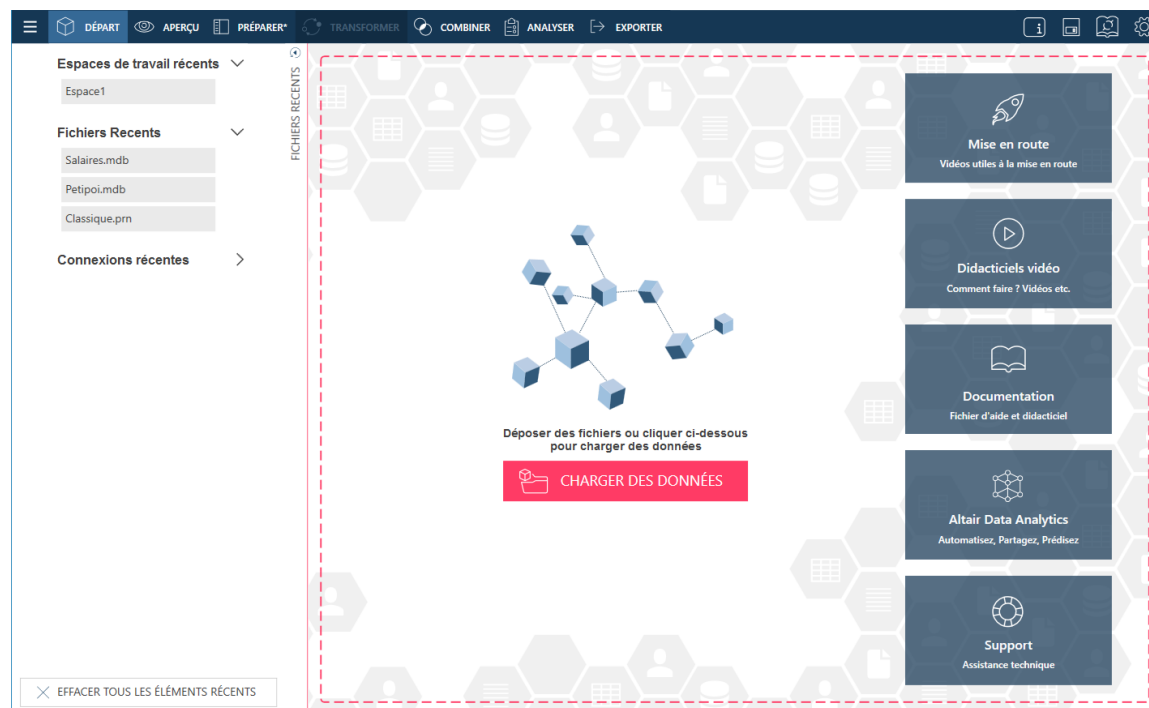 DÉPART APERÇU PRÉPARER* TRANSFORMER COMBINER ANALYSER EXPORTER
Espaces de travail récents
Espace1
Fichiers Recents
Salaires.mdb
Petipoi.mdb
Classique.prn
Connexions récentes
EFFACER TOUS LES ÉLÉMENTS RÉCENTS
FICHIERS RECENTS
Déposer des fichiers ou cliquer ci-dessous
pour charger des données
CHARGER DES DONNÉES
Mise en route
Vidéos utiles à la mise en route
Didacticiels vidéo
Comment faire ? Vidéos etc.
Documentation
Fichier d'aide et didacticiel
Altair Data Analytics
Automatisez, Partagez, Prédisez
Support
Assistance technique